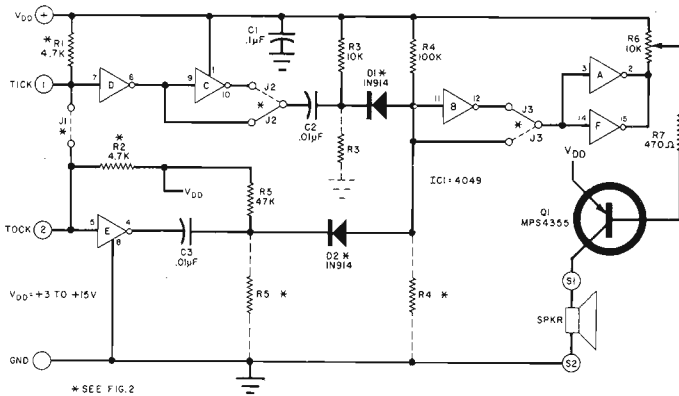 VDD +
* R1 4.7K
C1 .1µF
R3 10K
R4 100K
R6 10K
TICK 1
7 D 6
9 C 10
1
J2
*
J2
C2 .01µF
D1 * 1N914
11 B 12
J3
*
J3
3 A 2
14 F 15
R7 470Ω
J1 *
* R2 4.7K
VDD
R3
IC1 = 4049
VDD
R5 47K
Q1 MPS4355
TOCK 2
5 E 4
8
C3 .01µF
D2 * 1N914
S1
VDD = +3 TO +15V
R5 *
R4 *
SPKR
GND
S2
* SEE FIG.2